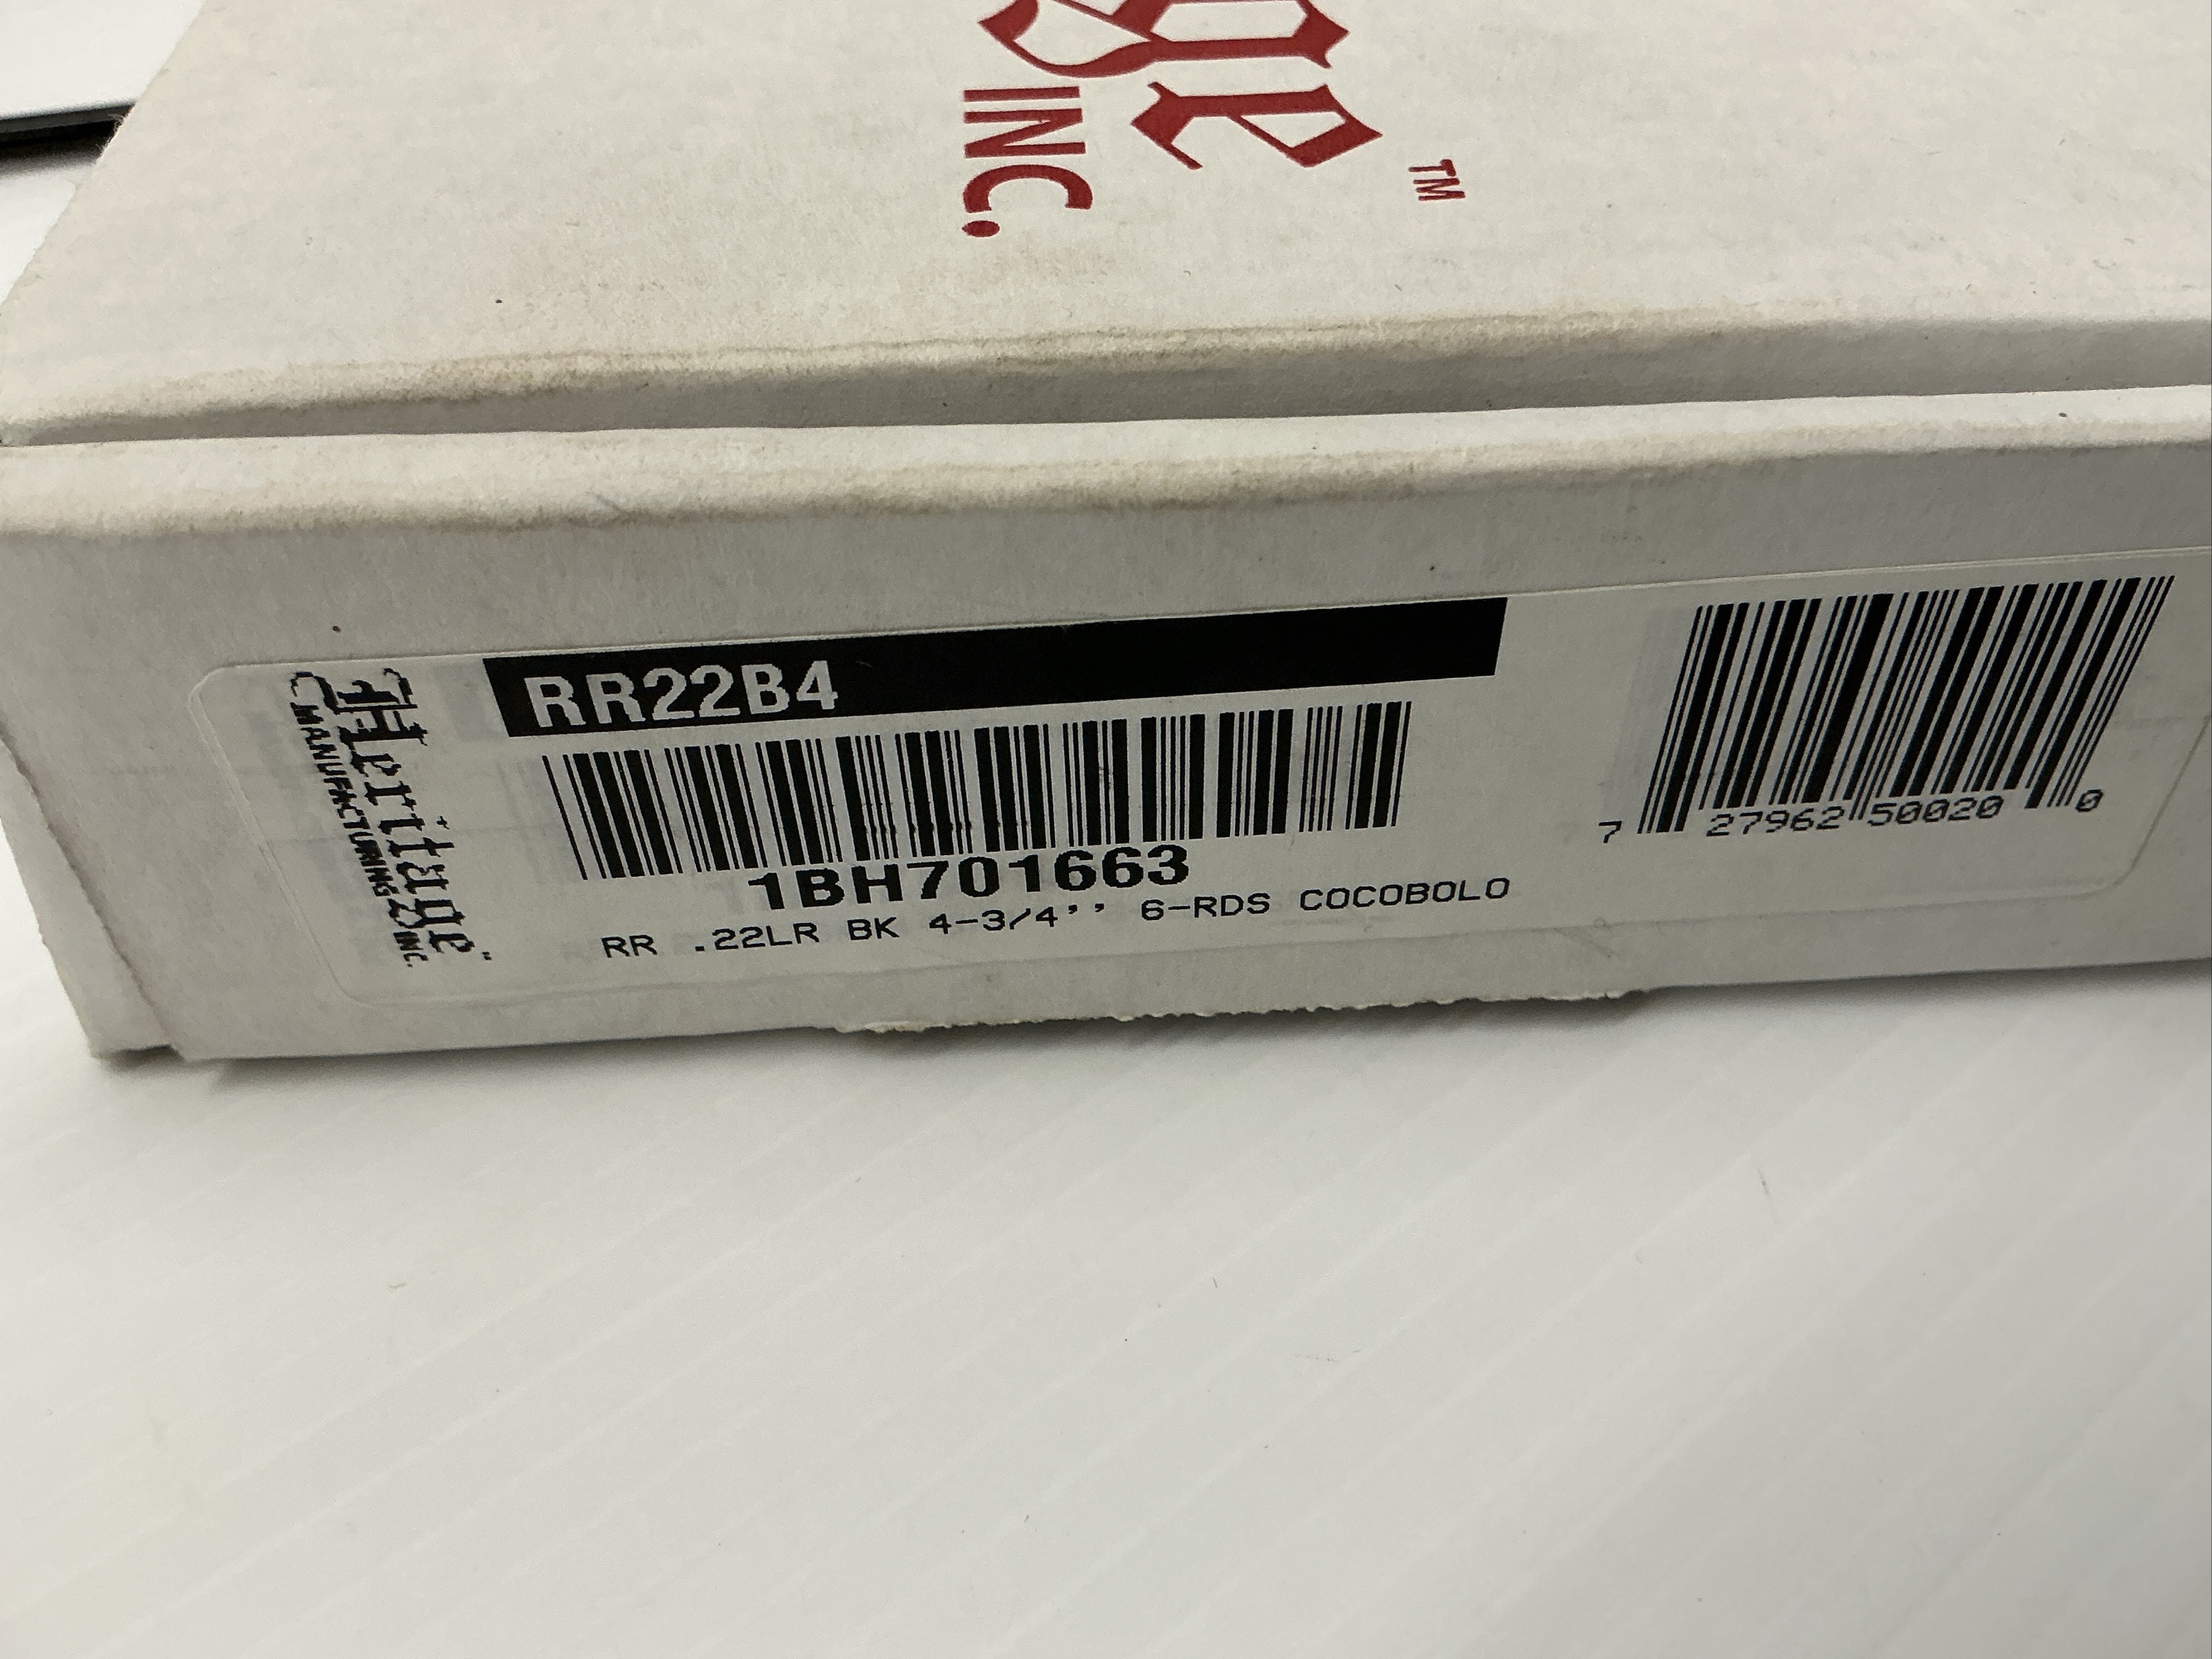 INC.
TM
Heritage™
MANUFACTURING INC.
RR22B4
1BH701663
RR .22LR BK 4-3/4'' 6-RDS COCOBOLO
7 27962 50020 0